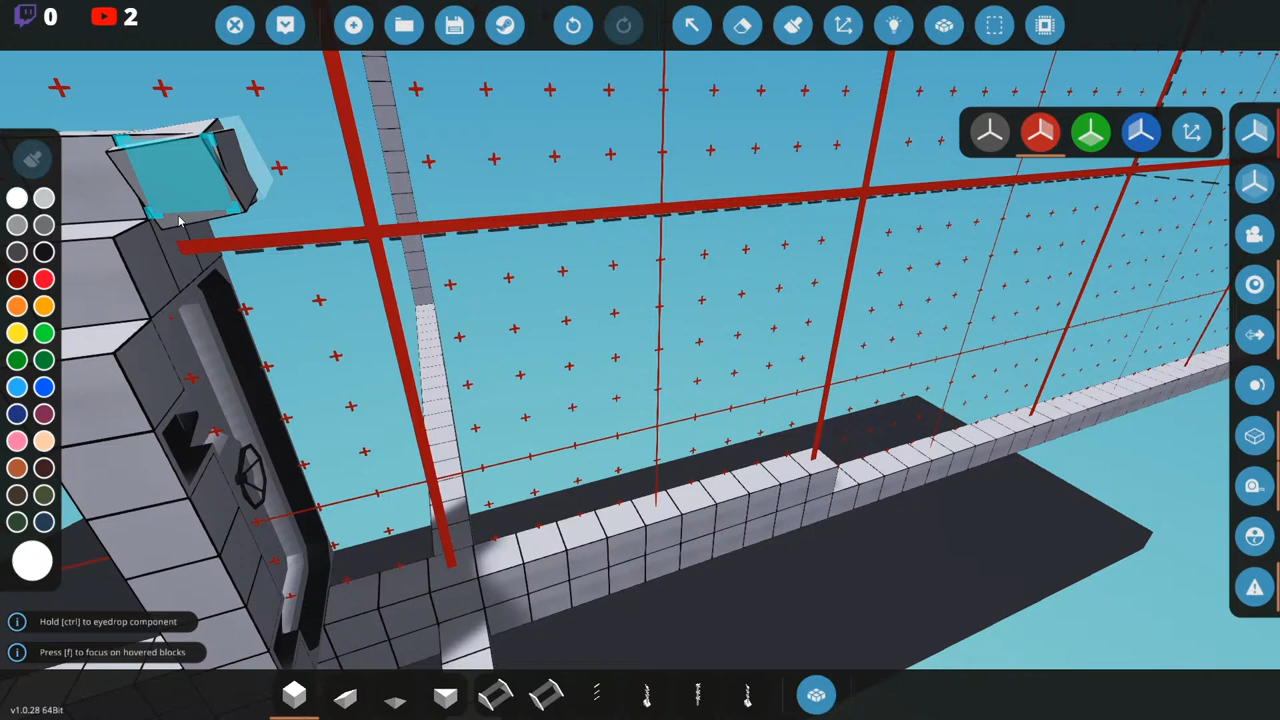 0 2
Hold [ctrl] to eyedrop component
Press [f] to focus on hovered blocks
v1.0.28 64Bit